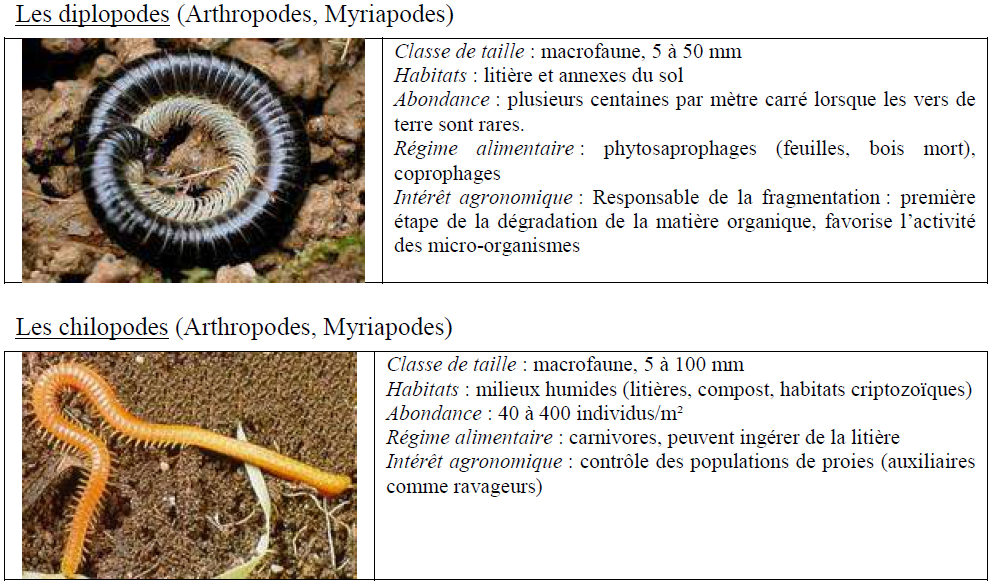 Les diplopodes (Arthropodes, Myriapodes)
Classe de taille : macrofaune, 5 à 50 mm
Habitats : litière et annexes du sol
Abondance : plusieurs centaines par mètre carré lorsque les vers de
terre sont rares.
Régime alimentaire : phytosaprophages (feuilles, bois mort),
coprophages
Intérêt agronomique : Responsable de la fragmentation : première
étape de la dégradation de la matière organique, favorise l’activité
des micro-organismes
Les chilopodes (Arthropodes, Myriapodes)
Classe de taille : macrofaune, 5 à 100 mm
Habitats : milieux humides (litières, compost, habitats criptozoïques)
Abondance : 40 à 400 individus/m²
Régime alimentaire : carnivores, peuvent ingérer de la litière
Intérêt agronomique : contrôle des populations de proies (auxiliaires
comme ravageurs)